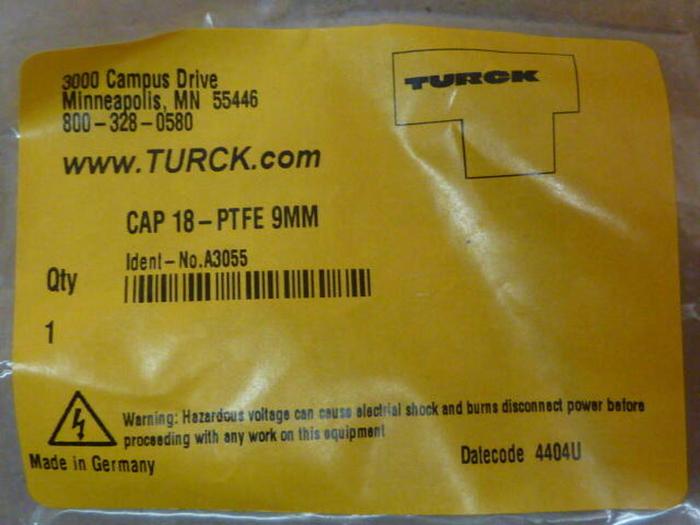 3000 Campus Drive
Minneapolis, MN 55446
800-328-0580
TURCK
www.TURCK.com
CAP 18-PTFE 9MM
Ident-No.A3055
Qty
1
Warning: Hazardous voltage can cause electrial shock and burns disconnect power before
proceeding with any work on this equipment
Made in Germany
Datecode 4404U